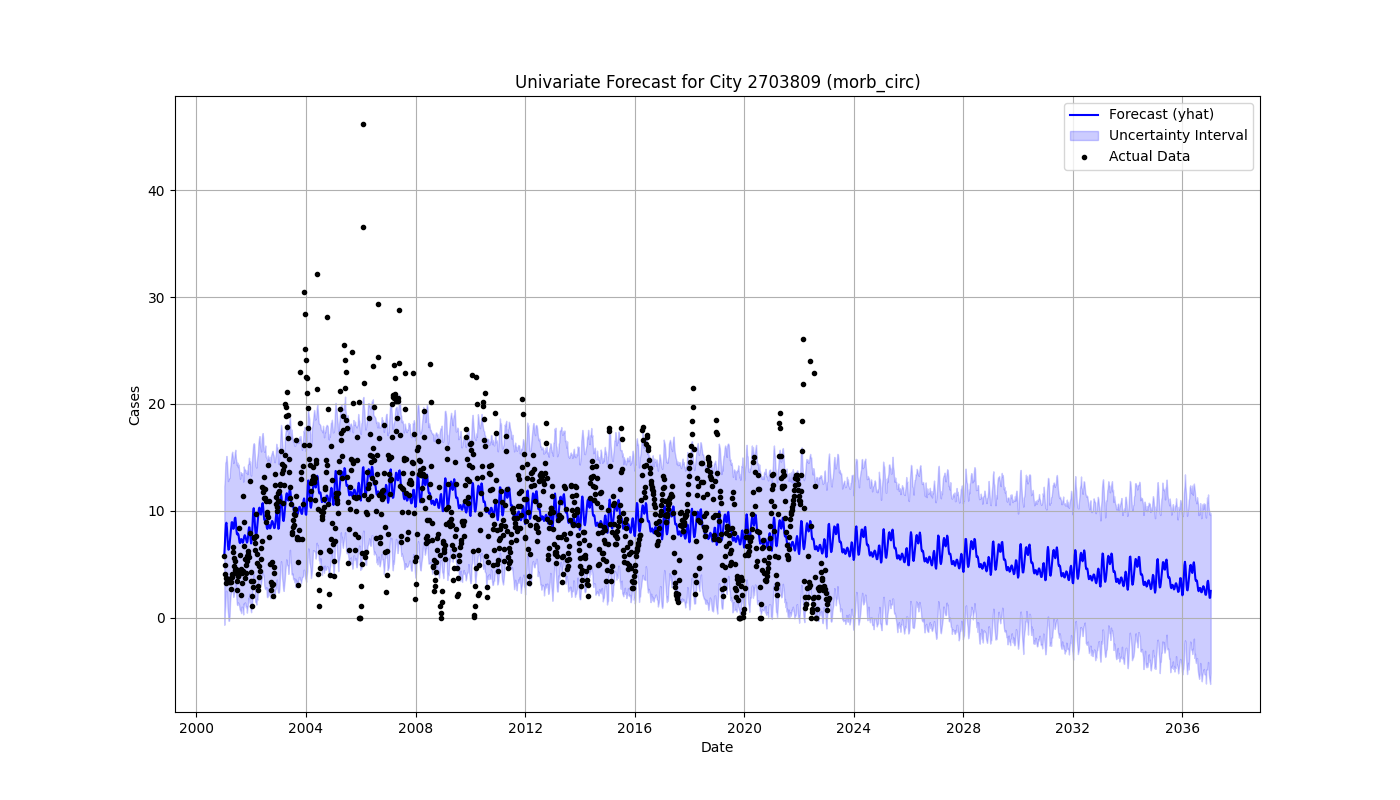 Univariate Forecast for City 2703809 (morb_circ)
Forecast (yhat)
Uncertainty Interval
Actual Data
Cases
40
30
20
10
0
2000 2004 2008 2012 2016 2020 2024 2028 2032 2036
Date